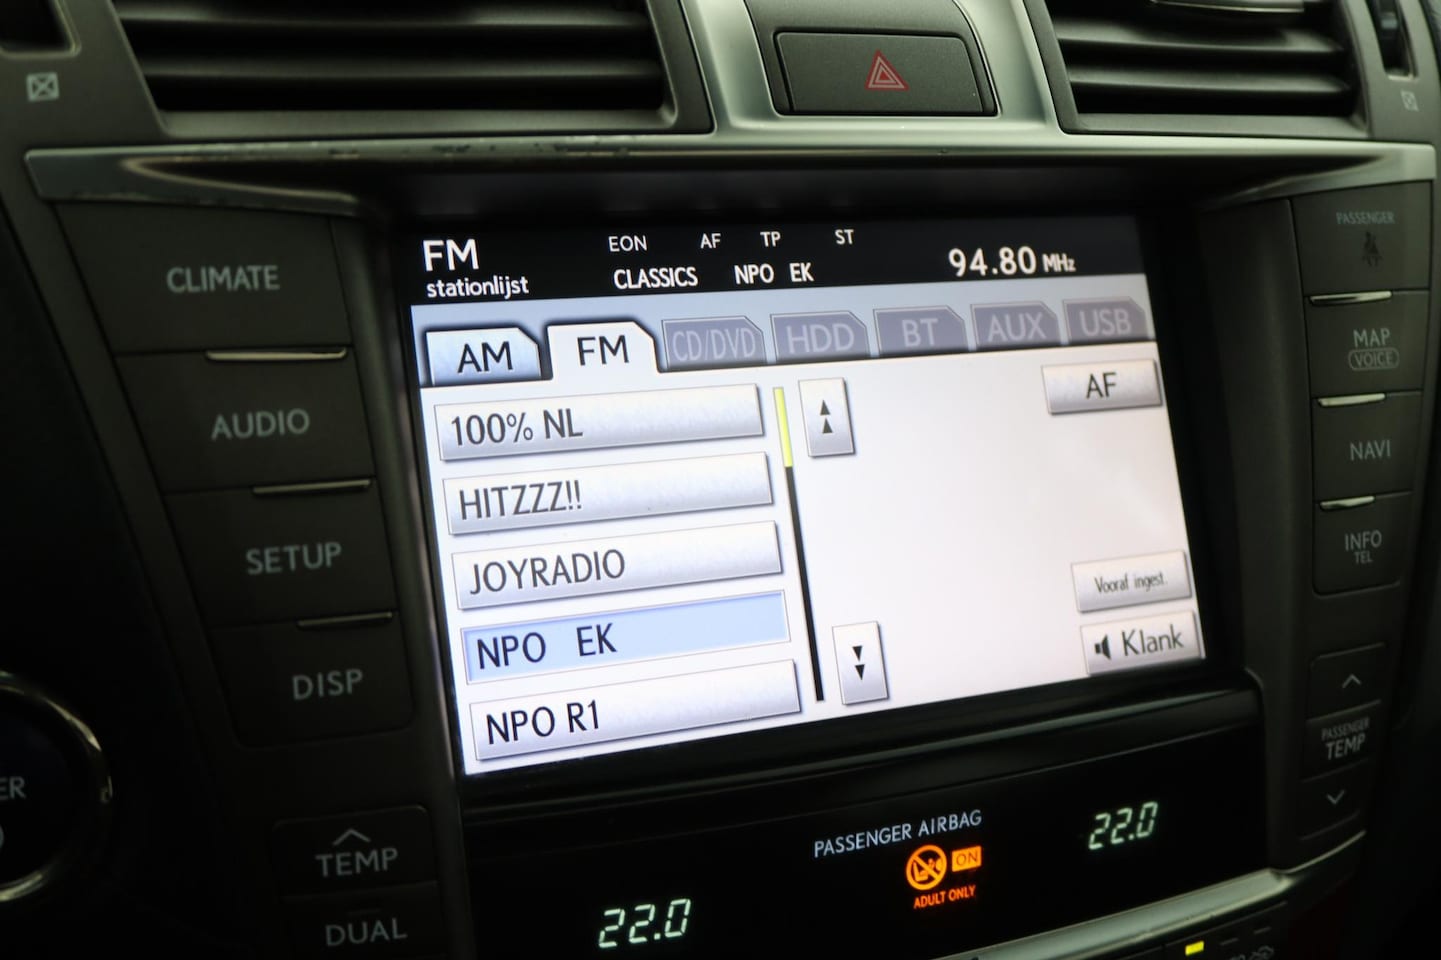 FM
stationlijst
EON AF TP ST
CLASSICS NPO EK 94.80 MHz
AM FM CD/DVD HDD BT AUX USB
100% NL
HITZZZ!!
JOYRADIO
NPO EK
NPO R1
AF
Vooraf ingest.
Klank
CLIMATE
AUDIO
SETUP
DISP
TEMP
DUAL
PASSENGER
MAP
VOICE
NAVI
INFO
TEL
PASSENGER
TEMP
PASSENGER AIRBAG
ON
ADULT ONLY
22.0
22.0